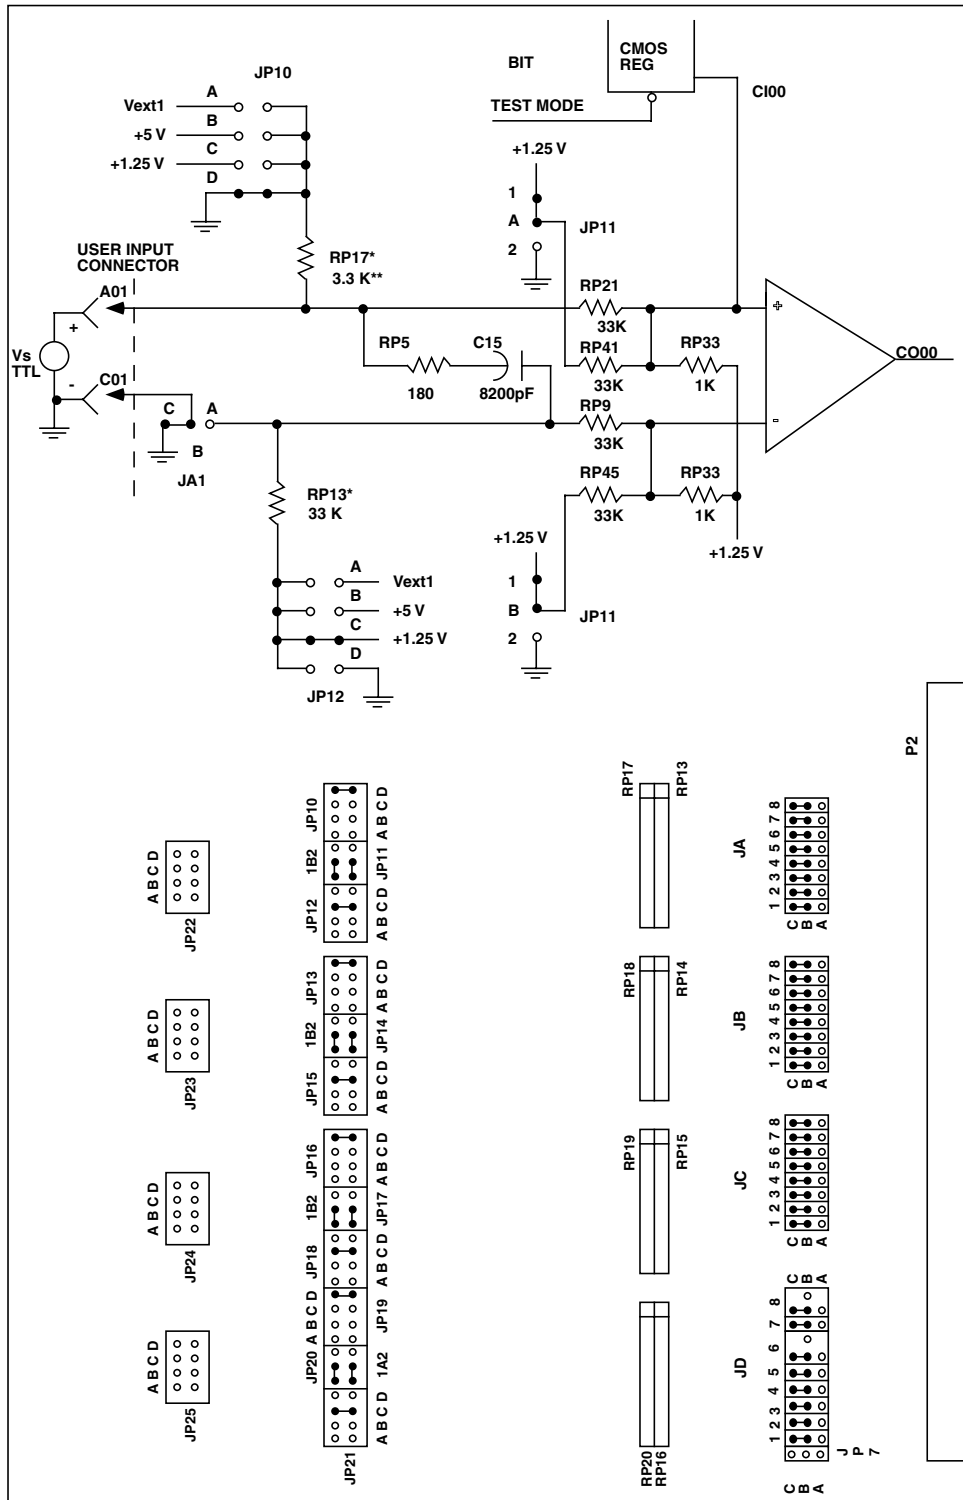 CMOS
REG
BIT
JP10
A
Vext1
B
+5 V
C
+1.25 V
D
CI00
TEST MODE
+1.25 V
1
A
JP11
2
USER INPUT
CONNECTOR
RP17*
3.3 K**
A01
+
Vs
TTL
-
C01
RP21
33K
+
RP5
180
C15
8200pF
RP41
33K
RP33
1K
CO00
RP9
33K
-
C
A
B
JA1
RP13*
33 K
RP45
33K
RP33
1K
+1.25 V
+1.25 V
1
B
JP11
2
A
Vext1
B
+5 V
C
+1.25 V
D
JP12
P2
A B C D
JP22
A B C D
JP23
A B C D
JP24
A B C D
JP25
JP10
A B C D
1B2
JP11
JP12
A B C D
JP13
A B C D
1B2
JP14
JP15
A B C D
JP16
A B C D
1B2
JP17
JP18
A B C D
A B C D
JP19
JP20
1A2
A B C D
JP21
RP17
RP13
RP18
RP14
RP19
RP15
RP20
RP16
JA
1 2 3 4 5 6 7 8
C B A
JB
1 2 3 4 5 6 7 8
C B A
JC
1 2 3 4 5 6 7 8
C B A
C B A
JD
1 2 3 4 5 6 7 8
J
P
7
C B A